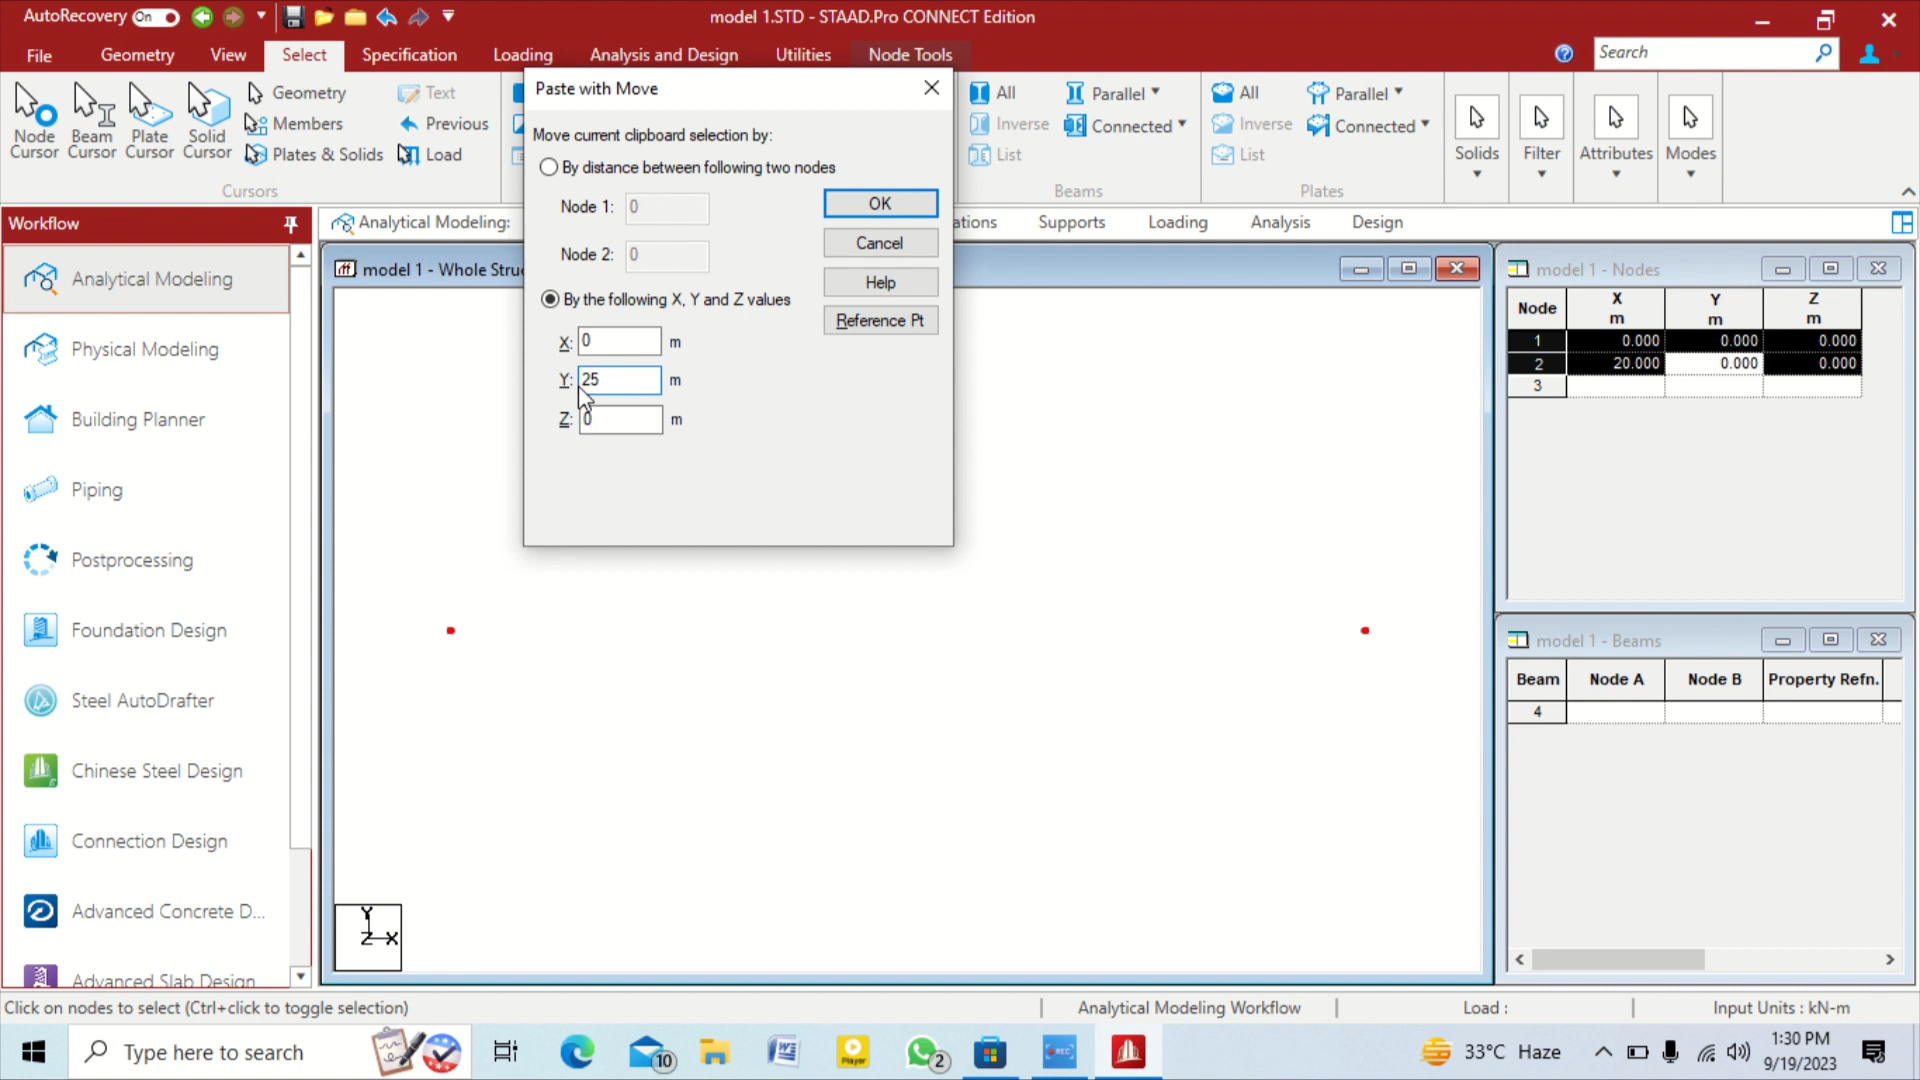 AutoRecovery On
model 1.STD - STAAD.Pro CONNECT Edition
File Geometry View Select Specification Loading Analysis and Design Utilities Node Tools
Search
Node Cursor
Beam Cursor
Plate Cursor
Solid Cursor
Geometry
Members
Plates & Solids
Text
Previous
Load
Cursors
All
Inverse
List
Parallel
Connected
Beams
All
Inverse
List
Parallel
Connected
Plates
Solids
Filter
Attributes
Modes
Paste with Move
Move current clipboard selection by:
By distance between following two nodes
Node 1: 0
Node 2: 0
By the following X, Y and Z values
X: 0 m
Y: 25 m
Z: 0 m
OK
Cancel
Help
Reference Pt
Workflow
Analytical Modeling
Physical Modeling
Building Planner
Piping
Postprocessing
Foundation Design
Steel AutoDrafter
Chinese Steel Design
Connection Design
Advanced Concrete D...
Advanced Slab Design
Analytical Modeling:
ations Supports Loading Analysis Design
model 1 - Whole Stru
Y
Z X
model 1 - Nodes
Node X m Y m Z m
1 0.000 0.000 0.000
2 20.000 0.000 0.000
3
model 1 - Beams
Beam Node A Node B Property Refn.
4
Click on nodes to select (Ctrl+click to toggle selection)
Analytical Modeling Workflow
Load :
Input Units : kN-m
Type here to search
10
Player
2
REC
33°C Haze
1:30 PM
9/19/2023